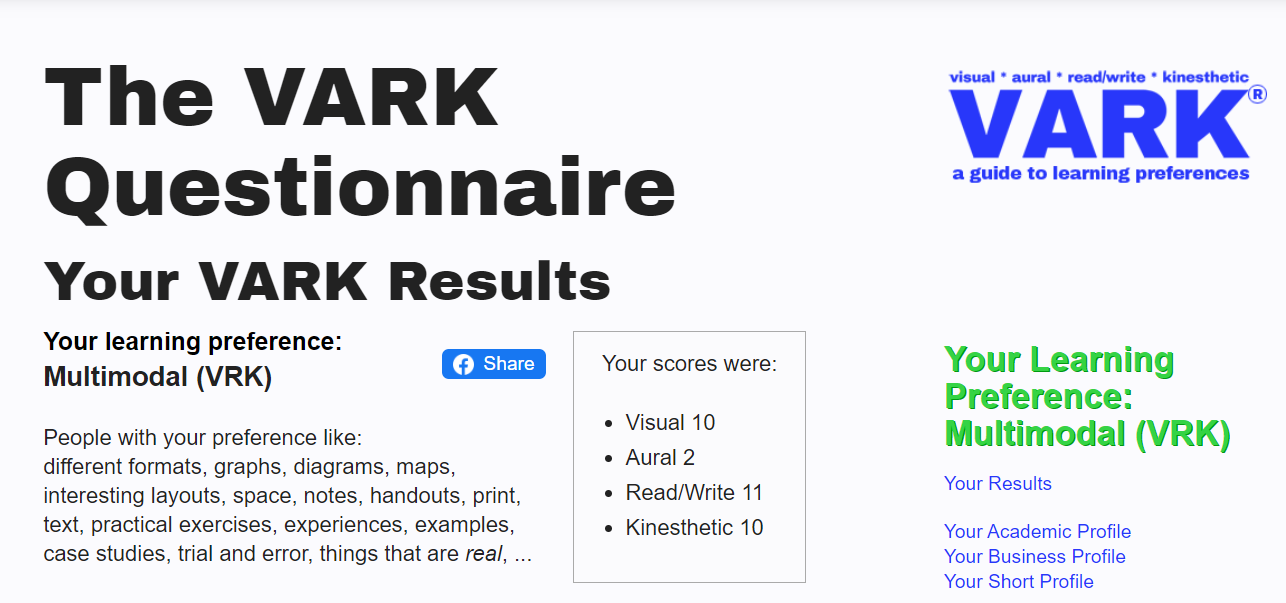 The VARK
Questionnaire
Your VARK Results
visual * aural * read/write * kinesthetic
VARK®
a guide to learning preferences
Your learning preference:
Multimodal (VRK)
Share
People with your preference like:
different formats, graphs, diagrams, maps,
interesting layouts, space, notes, handouts, print,
text, practical exercises, experiences, examples,
case studies, trial and error, things that are real, ...
Your scores were:
• Visual 10
• Aural 2
• Read/Write 11
• Kinesthetic 10
Your Learning
Preference:
Multimodal (VRK)
Your Results
Your Academic Profile
Your Business Profile
Your Short Profile